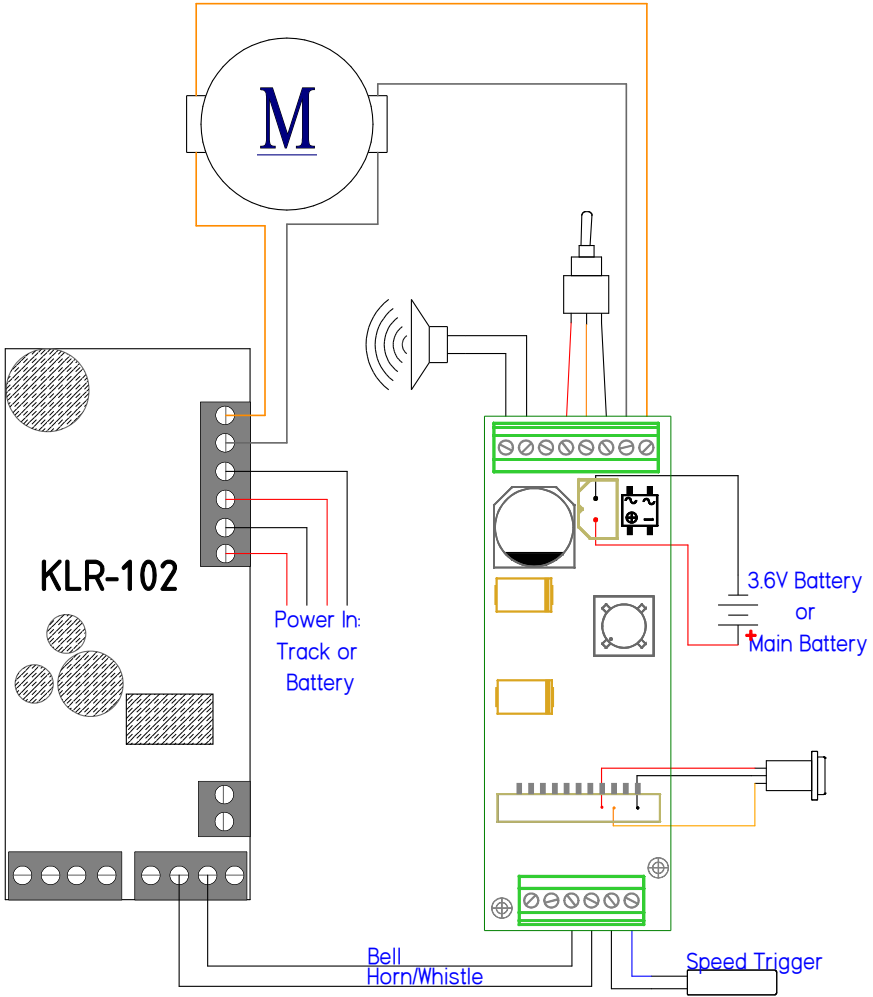 M
KLR-102
Power In:
Track or
Battery
3.6V Battery
or
Main Battery
Bell
Horn/Whistle
Speed Trigger